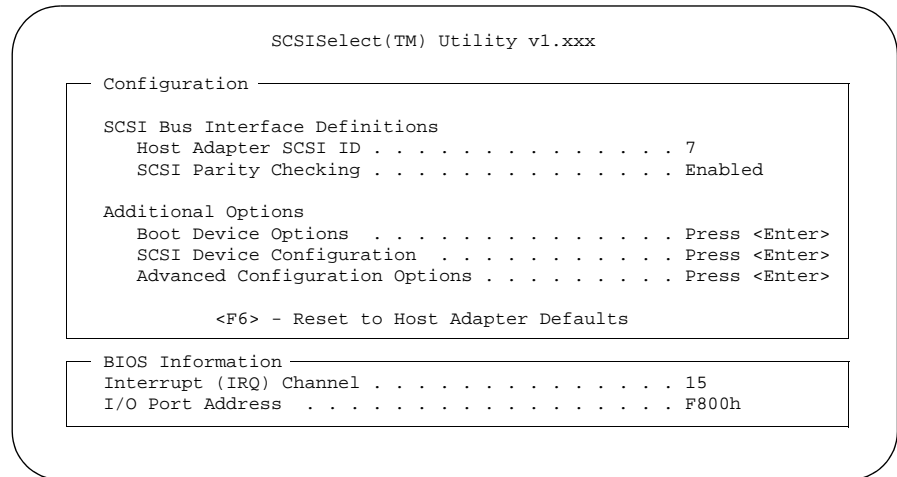 SCSISelect(TM) Utility v1.xxx
Configuration
SCSI Bus Interface Definitions
Host Adapter SCSI ID . . . . . . . . . . . . . . . 7
SCSI Parity Checking . . . . . . . . . . . . . . . Enabled
Additional Options
Boot Device Options . . . . . . . . . . . . . . Press <Enter>
SCSI Device Configuration . . . . . . . . . . . Press <Enter>
Advanced Configuration Options . . . . . . . . . Press <Enter>
<F6> - Reset to Host Adapter Defaults
BIOS Information
Interrupt (IRQ) Channel . . . . . . . . . . . . . . . 15
I/O Port Address . . . . . . . . . . . . . . . . . . F800h